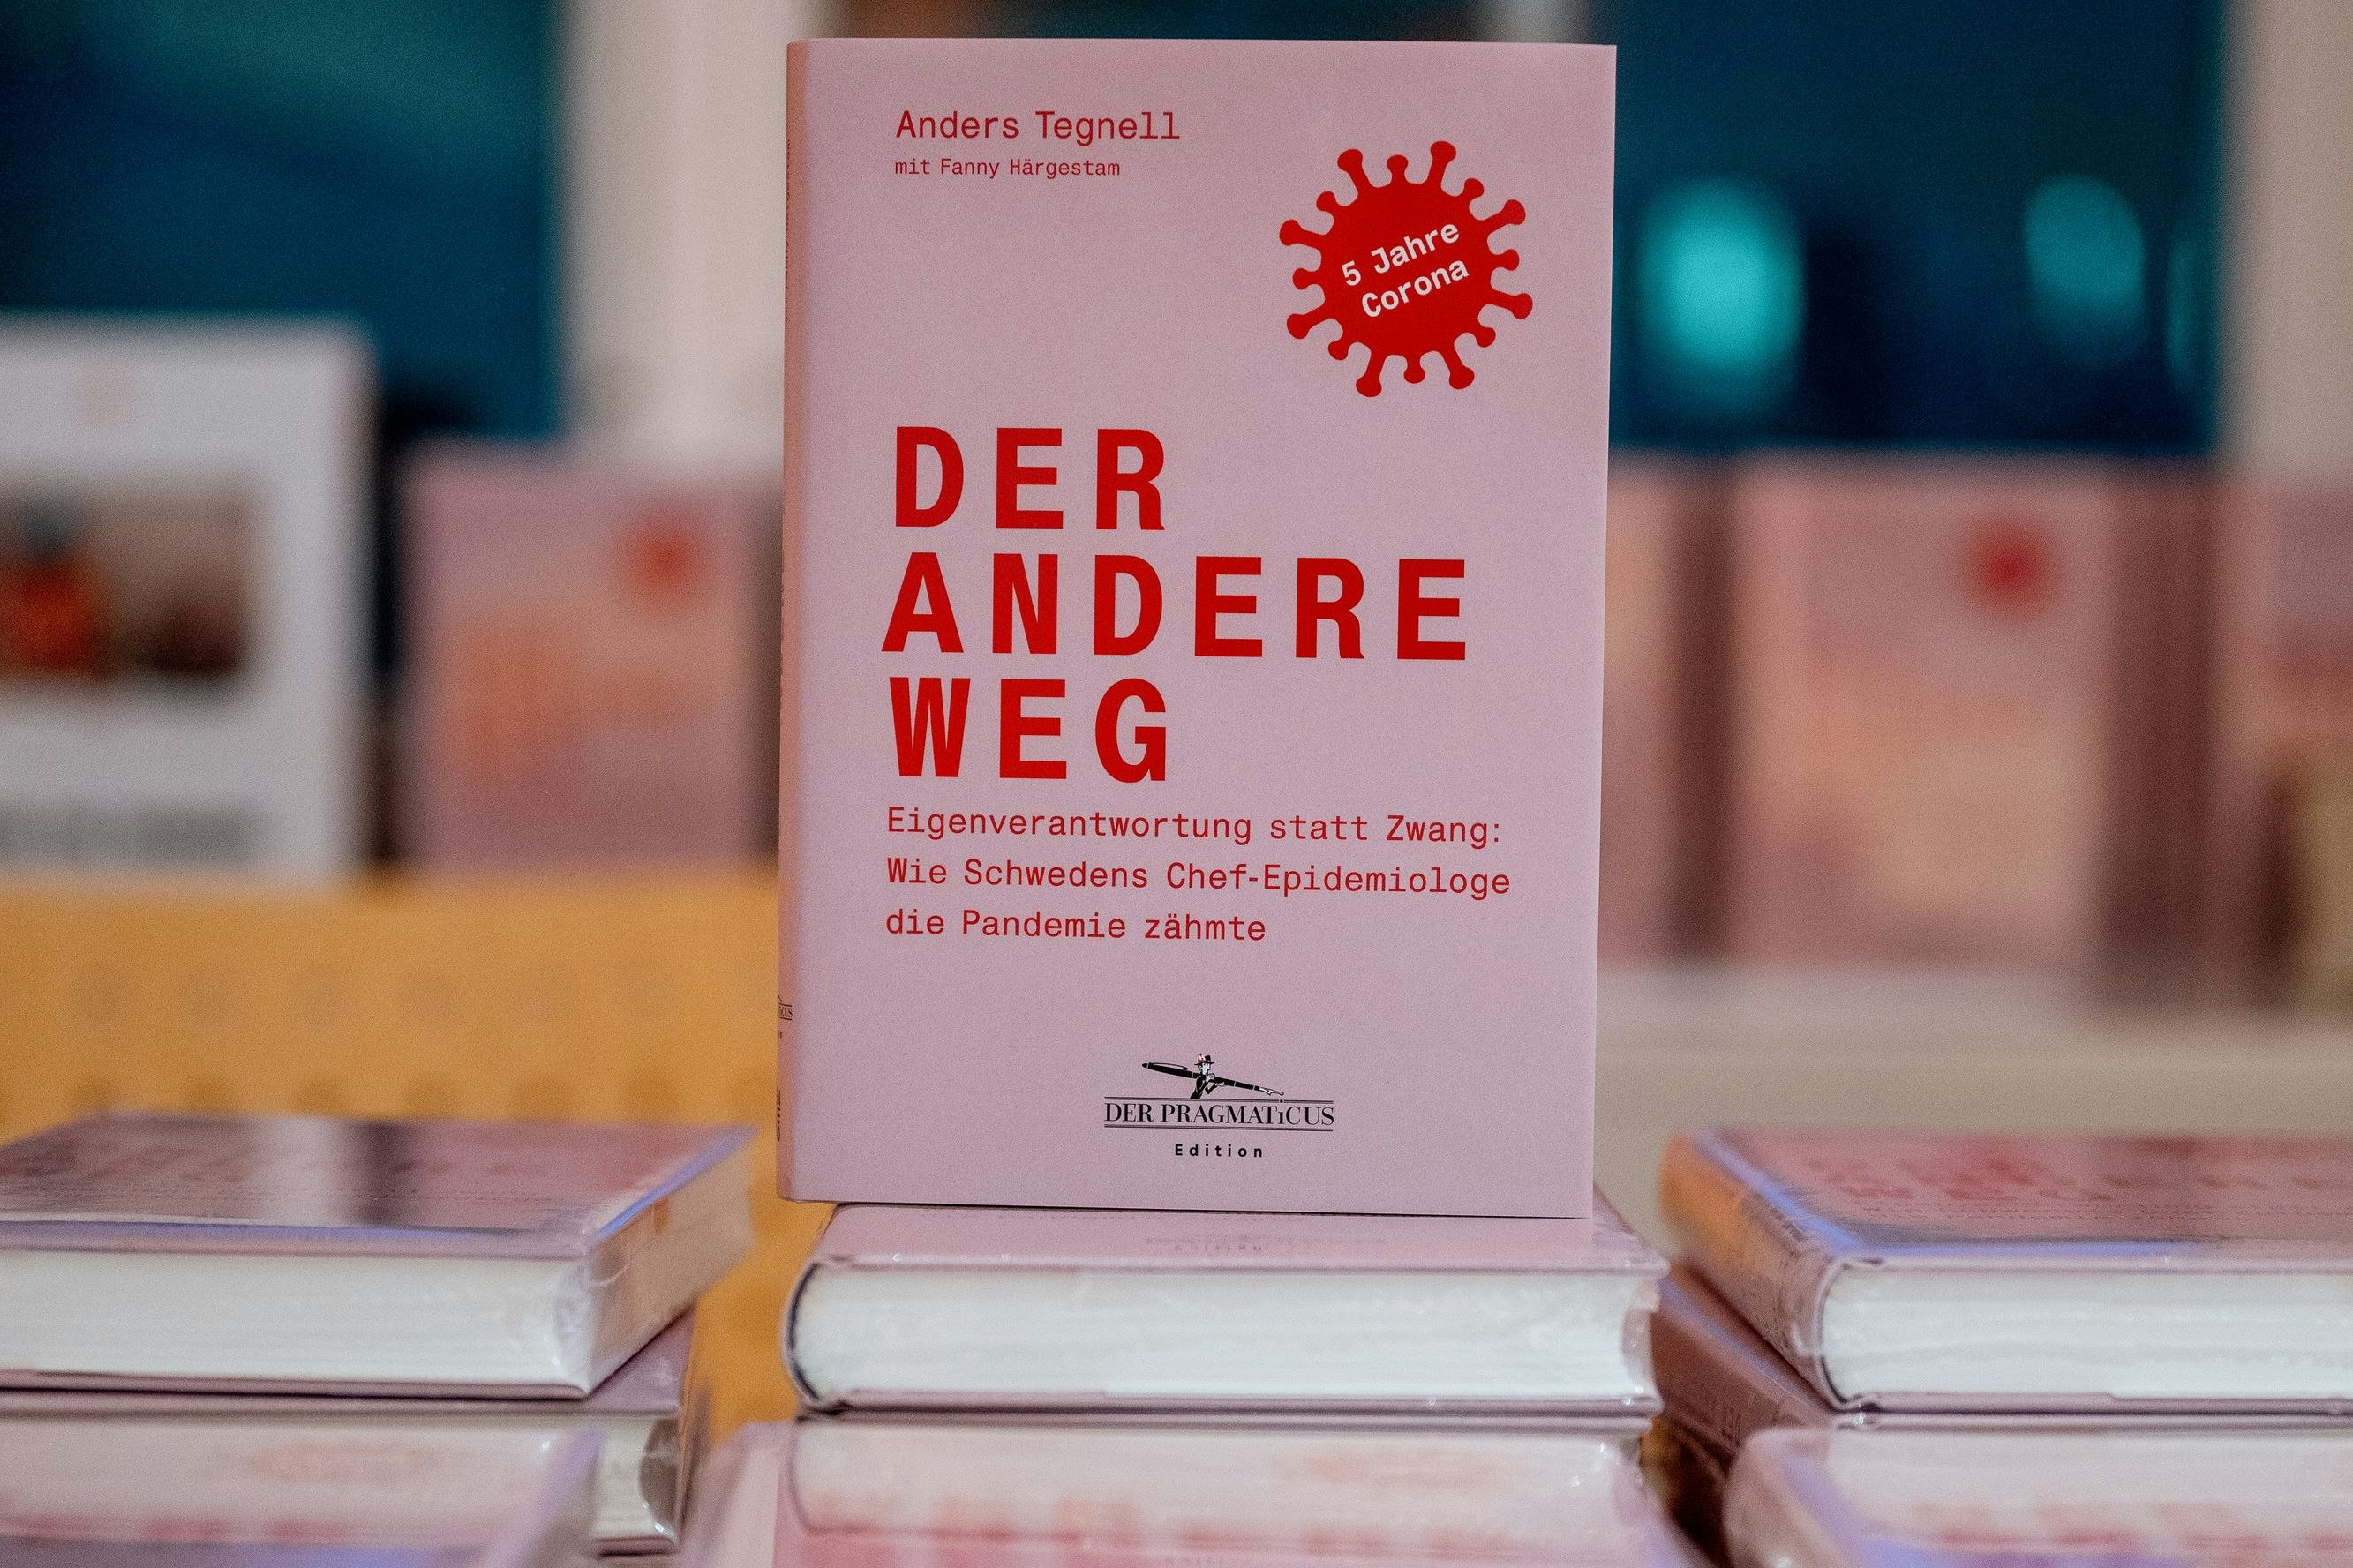 Anders Tegnell
mit Fanny Härgestam
5 Jahre
Corona
DER
ANDERE
WEG
Eigenverantwortung statt Zwang:
Wie Schwedens Chef-Epidemiologe
die Pandemie zähmte
DER PRAGMATiCUS
Edition